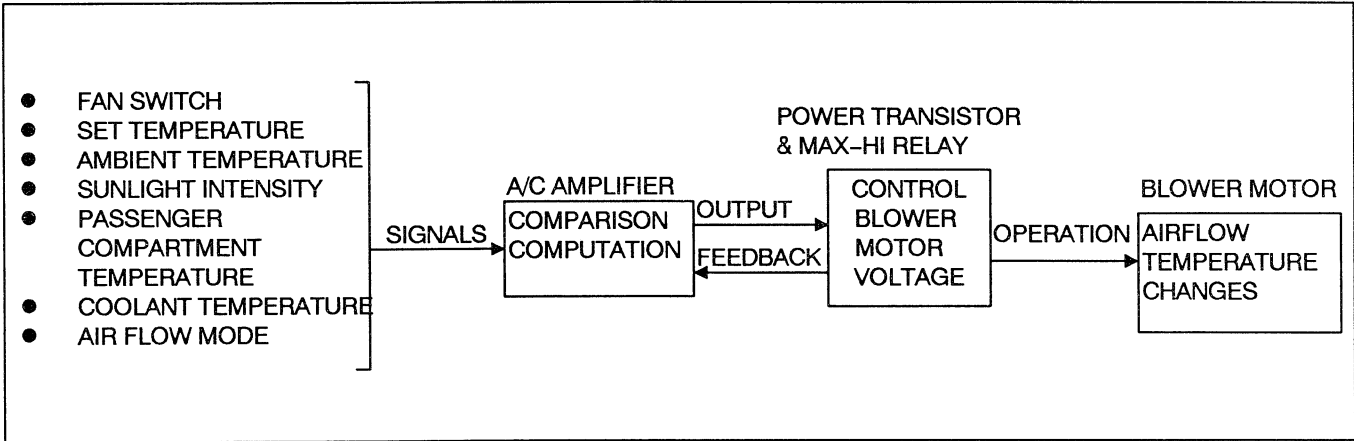 ● FAN SWITCH
● SET TEMPERATURE
● AMBIENT TEMPERATURE
● SUNLIGHT INTENSITY
● PASSENGER
COMPARTMENT
TEMPERATURE
● COOLANT TEMPERATURE
● AIR FLOW MODE
SIGNALS
A/C AMPLIFIER
COMPARISON
COMPUTATION
OUTPUT
FEEDBACK
POWER TRANSISTOR
& MAX–HI RELAY
CONTROL
BLOWER
MOTOR
VOLTAGE
OPERATION
BLOWER MOTOR
AIRFLOW
TEMPERATURE
CHANGES